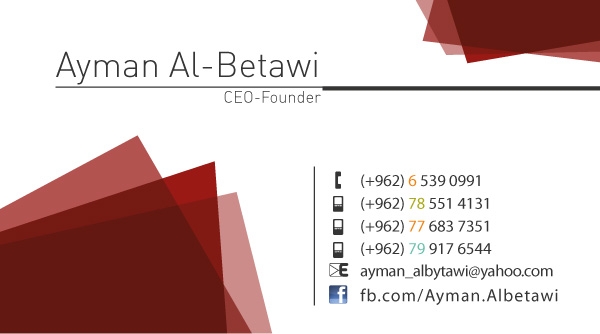 Ayman Al-Betawi
CEO-Founder
(+962) 6 539 0991
(+962) 78 551 4131
(+962) 77 683 7351
(+962) 79 917 6544
ayman_albytawi@yahoo.com
fb.com/Ayman.Albetawi